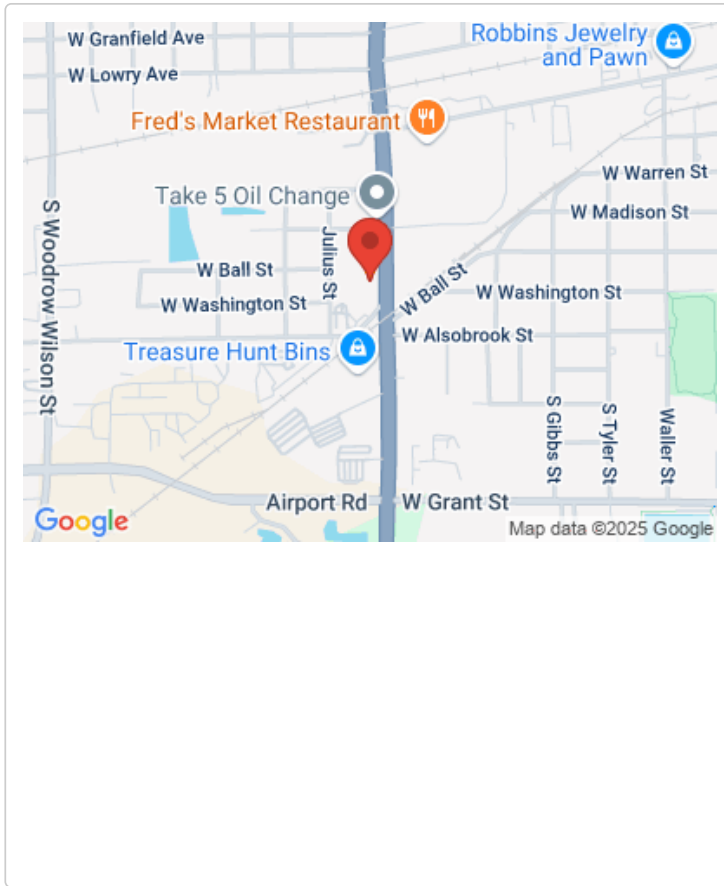 W Granfield Ave
Robbins Jewelry
and Pawn
W Lowry Ave
Fred's Market Restaurant
W Warren St
Take 5 Oil Change
W Madison St
S Woodrow Wilson St
Julius St
W Ball St
W Ball St
W Washington St
W Washington St
W Alsobrook St
Treasure Hunt Bins
S Gibbs St
S Tyler St
Waller St
Airport Rd
W Grant St
Google
Map data ©2025 Google